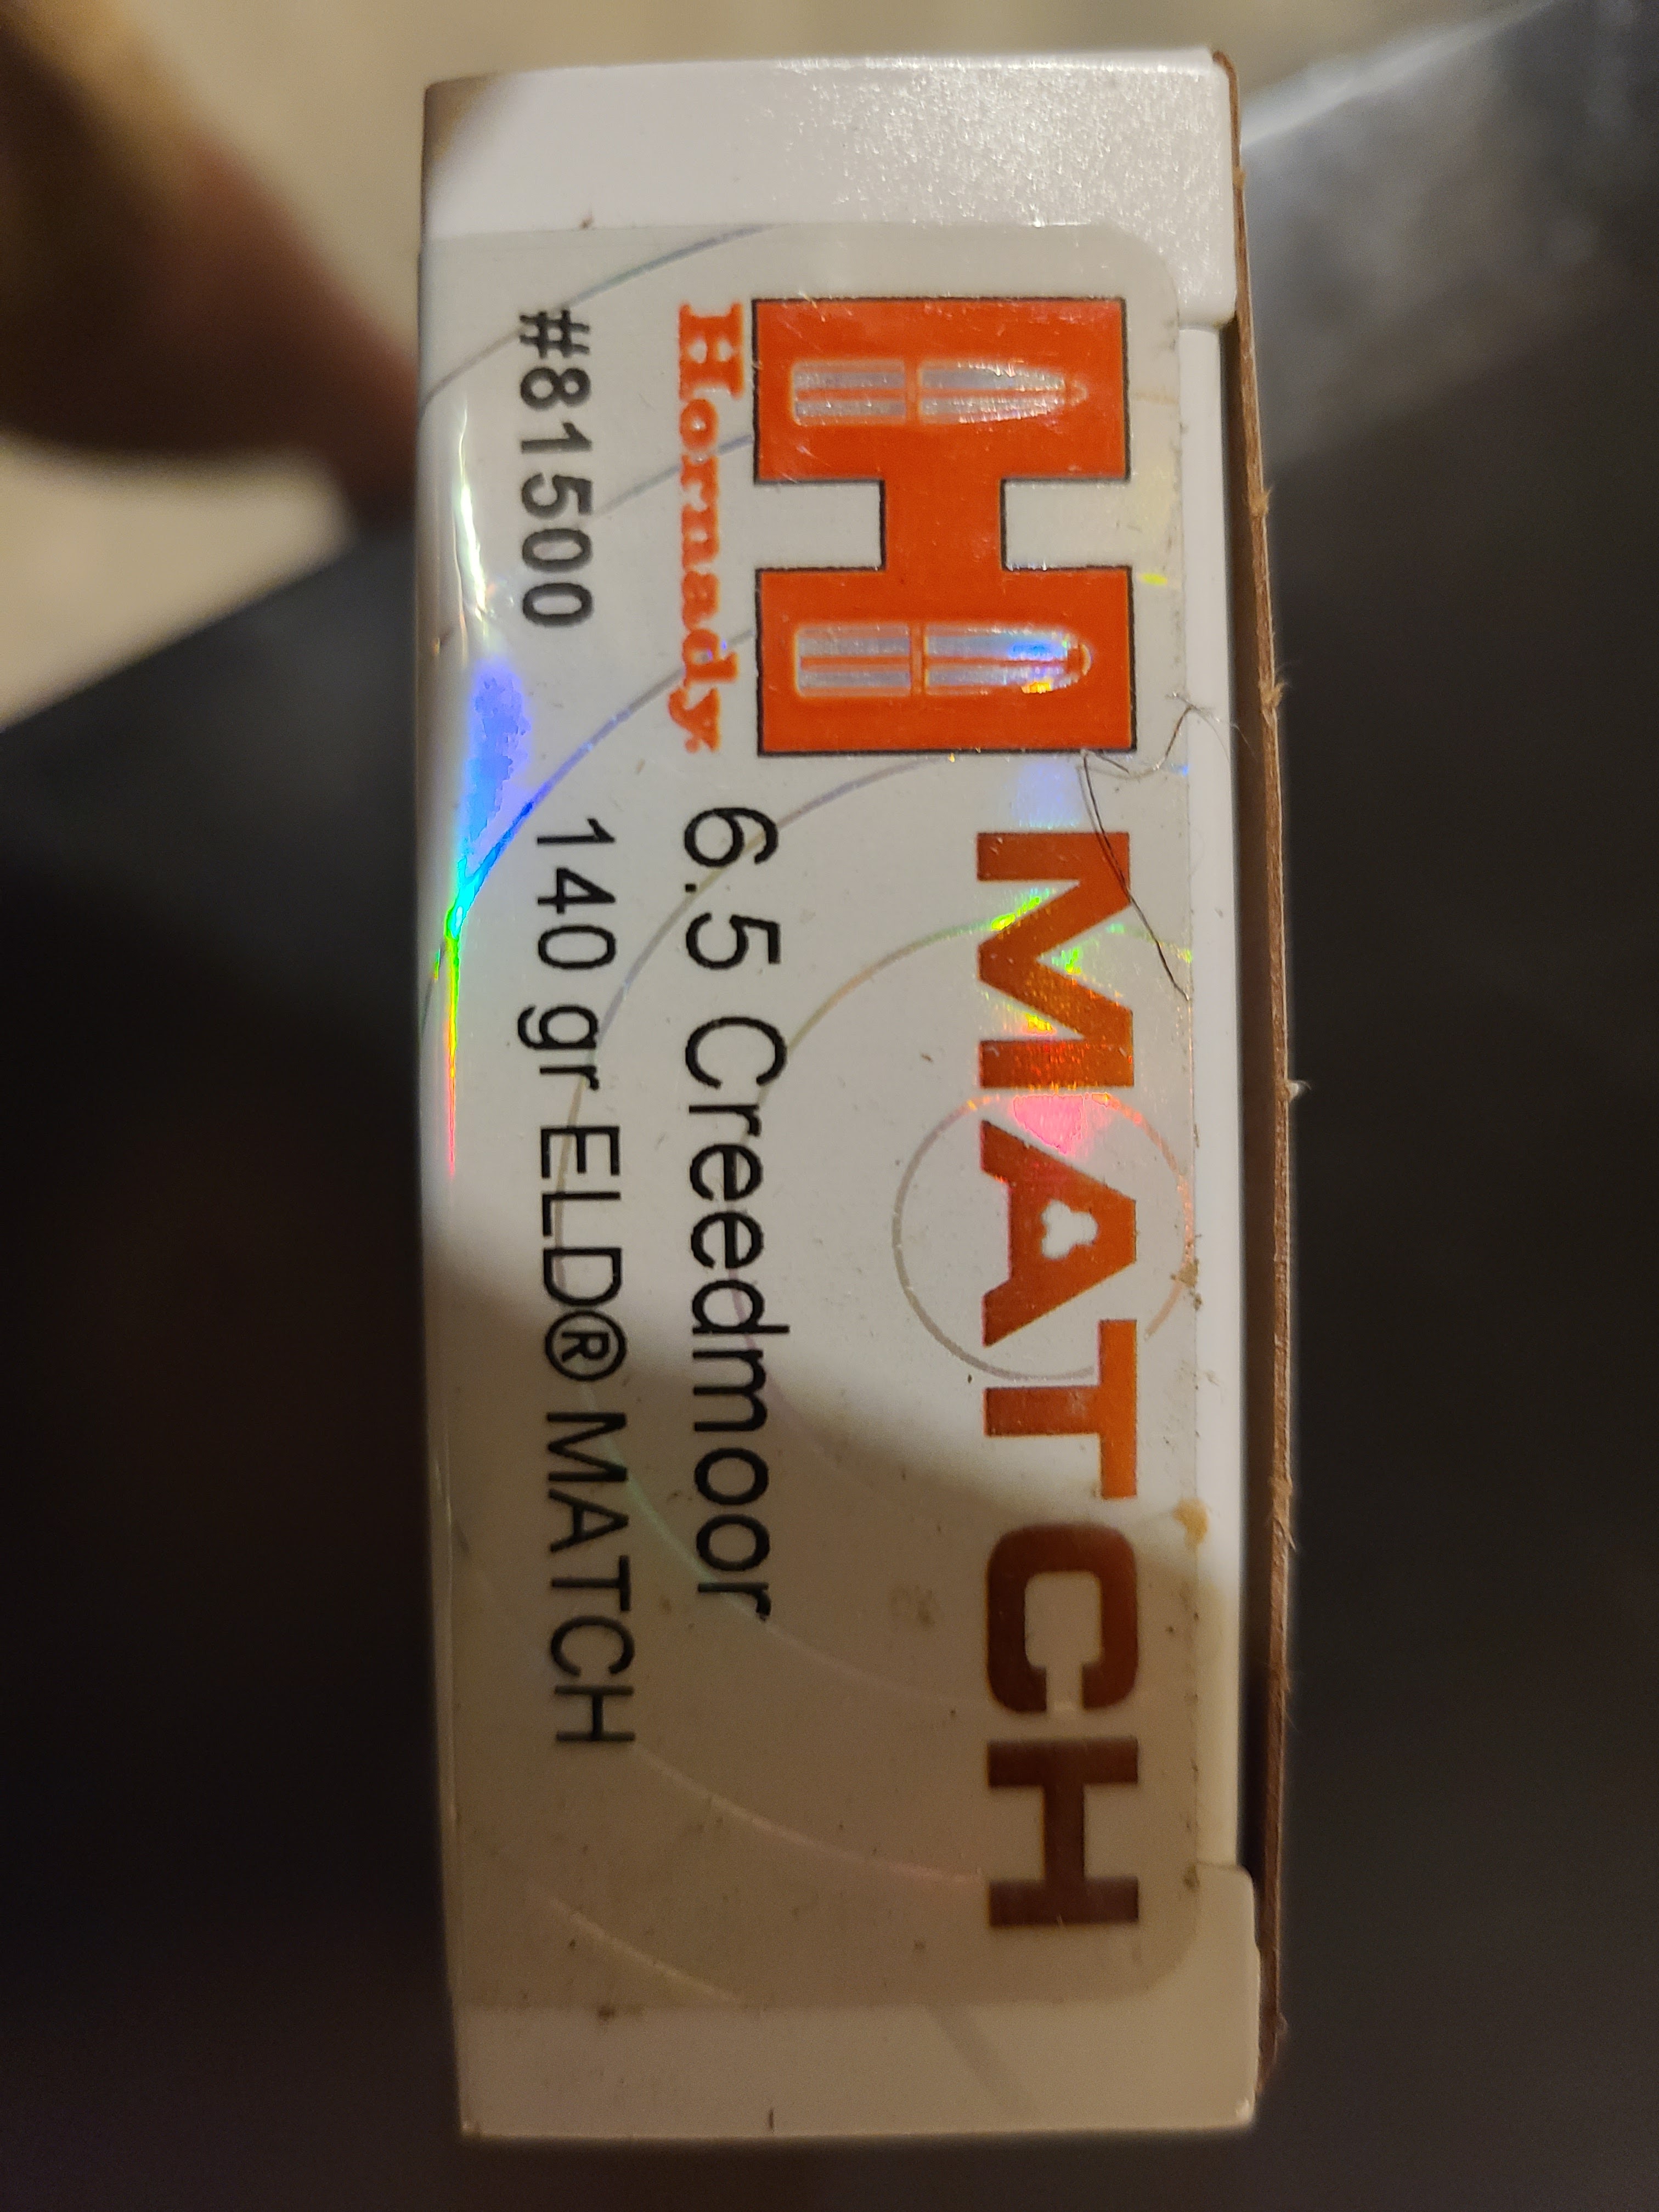 Hornady
MATCH
6.5 Creedmoor
#81500
140 gr ELD® MATCH